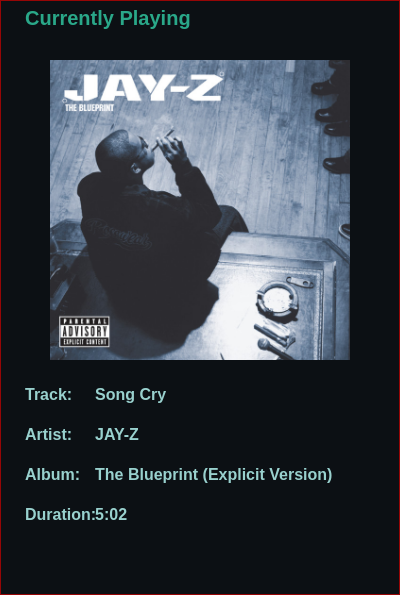 Currently Playing
JAY-Z
THE BLUEPRINT
PARENTAL
ADVISORY
EXPLICIT CONTENT
Track: Song Cry
Artist: JAY-Z
Album: The Blueprint (Explicit Version)
Duration:5:02